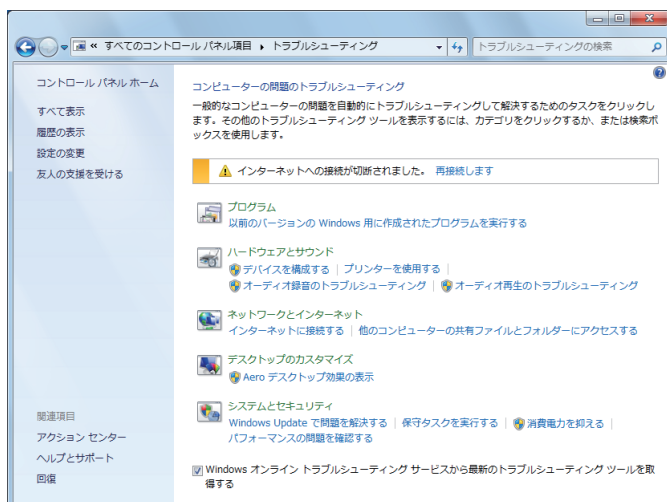 « すべてのコントロール パネル項目 ▸ トラブルシューティング
トラブルシューティングの検索
コントロール パネル ホーム
すべて表示
履歴の表示
設定の変更
友人の支援を受ける
コンピューターの問題のトラブルシューティング
一般的なコンピューターの問題を自動的にトラブルシューティングして解決するためのタスクをクリックし
ます。その他のトラブルシューティング ツールを表示するには、カテゴリをクリックするか、または検索ボ
ックスを使用します。
インターネットへの接続が切断されました。 再接続します
プログラム
以前のバージョンの Windows 用に作成されたプログラムを実行する
ハードウェアとサウンド
デバイスを構成する | プリンターを使用する |
オーディオ録音のトラブルシューティング | オーディオ再生のトラブルシューティング
ネットワークとインターネット
インターネットに接続する | 他のコンピューターの共有ファイルとフォルダーにアクセスする
デスクトップのカスタマイズ
Aero デスクトップ効果の表示
システムとセキュリティ
Windows Update で問題を解決する | 保守タスクを実行する | 消費電力を抑える |
パフォーマンスの問題を確認する
Windows オンライン トラブルシューティング サービスから最新のトラブルシューティング ツールを取
得する
関連項目
アクション センター
ヘルプとサポート
回復